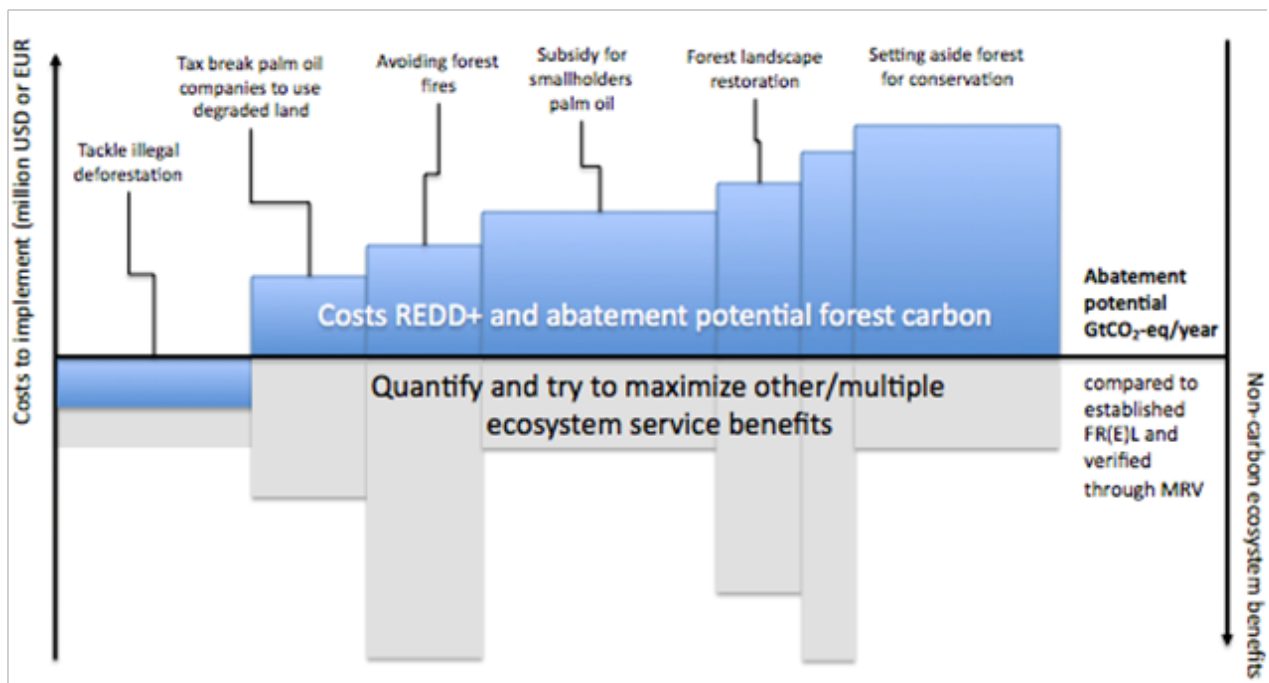 Costs to implement (million USD or EUR
Tackle illegal
deforestation
Tax break palm oil
companies to use
degraded land
Avoiding forest
fires
Subsidy for
smallholders
palm oil
Forest landscape
restoration
Setting aside forest
for conservation
Costs REDD+ and abatement potential forest carbon
Abatement
potential
GtCO₂-eq/year
Quantify and try to maximize other/multiple
ecosystem service benefits
compared to
established
FR(E)L and
verified
through MRV
Non-carbon ecosystem benefits